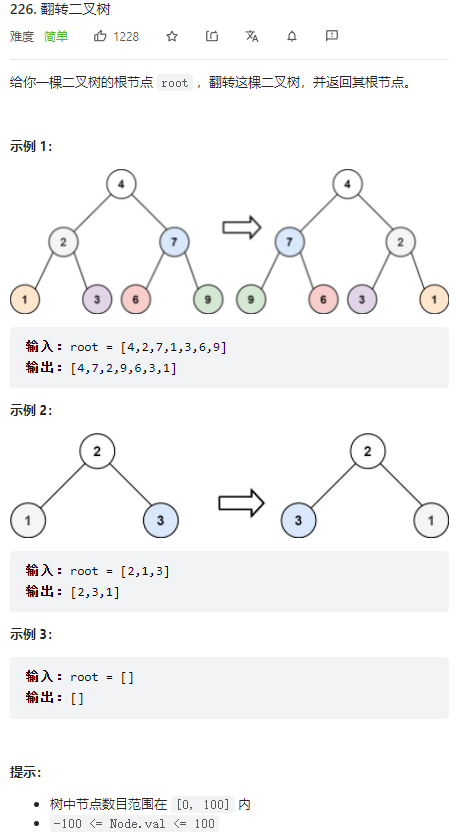 226. 翻转二叉树
难度 简单 1228
给你一棵二叉树的根节点 root ，翻转这棵二叉树，并返回其根节点。
示例 1：
4 4
2 7 7 2
1 3 6 9 9 6 3 1
输入：root = [4,2,7,1,3,6,9]
输出：[4,7,2,9,6,3,1]
示例 2：
2 2
1 3 3 1
输入：root = [2,1,3]
输出：[2,3,1]
示例 3：
输入：root = []
输出：[]
提示：
树中节点数目范围在 [0, 100] 内
-100 <= Node.val <= 100